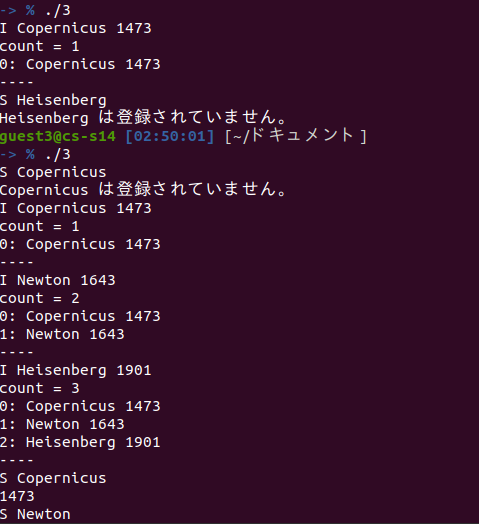 -> % ./3
I Copernicus 1473
count = 1
0: Copernicus 1473
----
S Heisenberg
Heisenberg は登録されていません。
guest3@cs-s14 [02:50:01] [~/ドキュメント]
-> % ./3
S Copernicus
Copernicus は登録されていません。
I Copernicus 1473
count = 1
0: Copernicus 1473
----
I Newton 1643
count = 2
0: Copernicus 1473
1: Newton 1643
----
I Heisenberg 1901
count = 3
0: Copernicus 1473
1: Newton 1643
2: Heisenberg 1901
----
S Copernicus
1473
S Newton